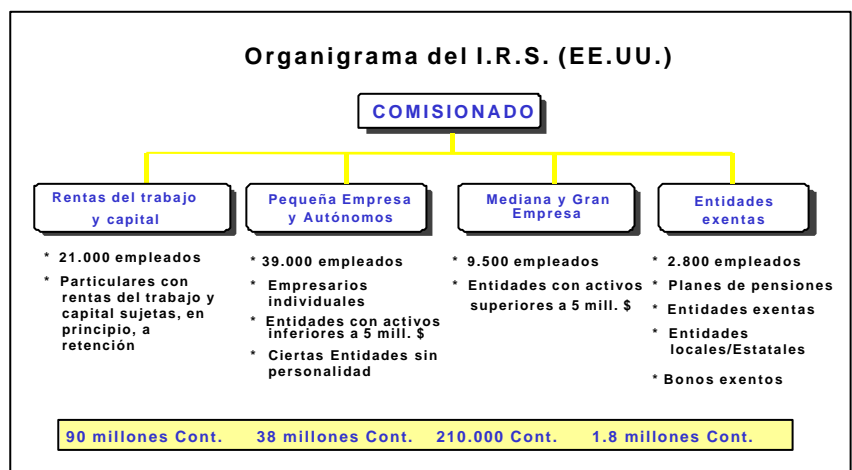 Organigrama del I.R.S. (EE.UU.)
COMISIONADO
Rentas del trabajo
y capital
* 21.000 empleados
* Particulares con
rentas del trabajo y
capital sujetas, en
principio, a
retención
Pequeña Empresa
y Autónomos
* 39.000 empleados
* Empresarios
individuales
* Entidades con activos
inferiores a 5 mill. $
* Ciertas Entidades sin
personalidad
Mediana y Gran
Empresa
* 9.500 empleados
* Entidades con activos
superiores a 5 mill. $
Entidades
exentas
* 2.800 empleados
* Planes de pensiones
* Entidades exentas
* Entidades
locales/Estatales
* Bonos exentos
90 millones Cont. 38 millones Cont. 210.000 Cont. 1.8 millones Cont.